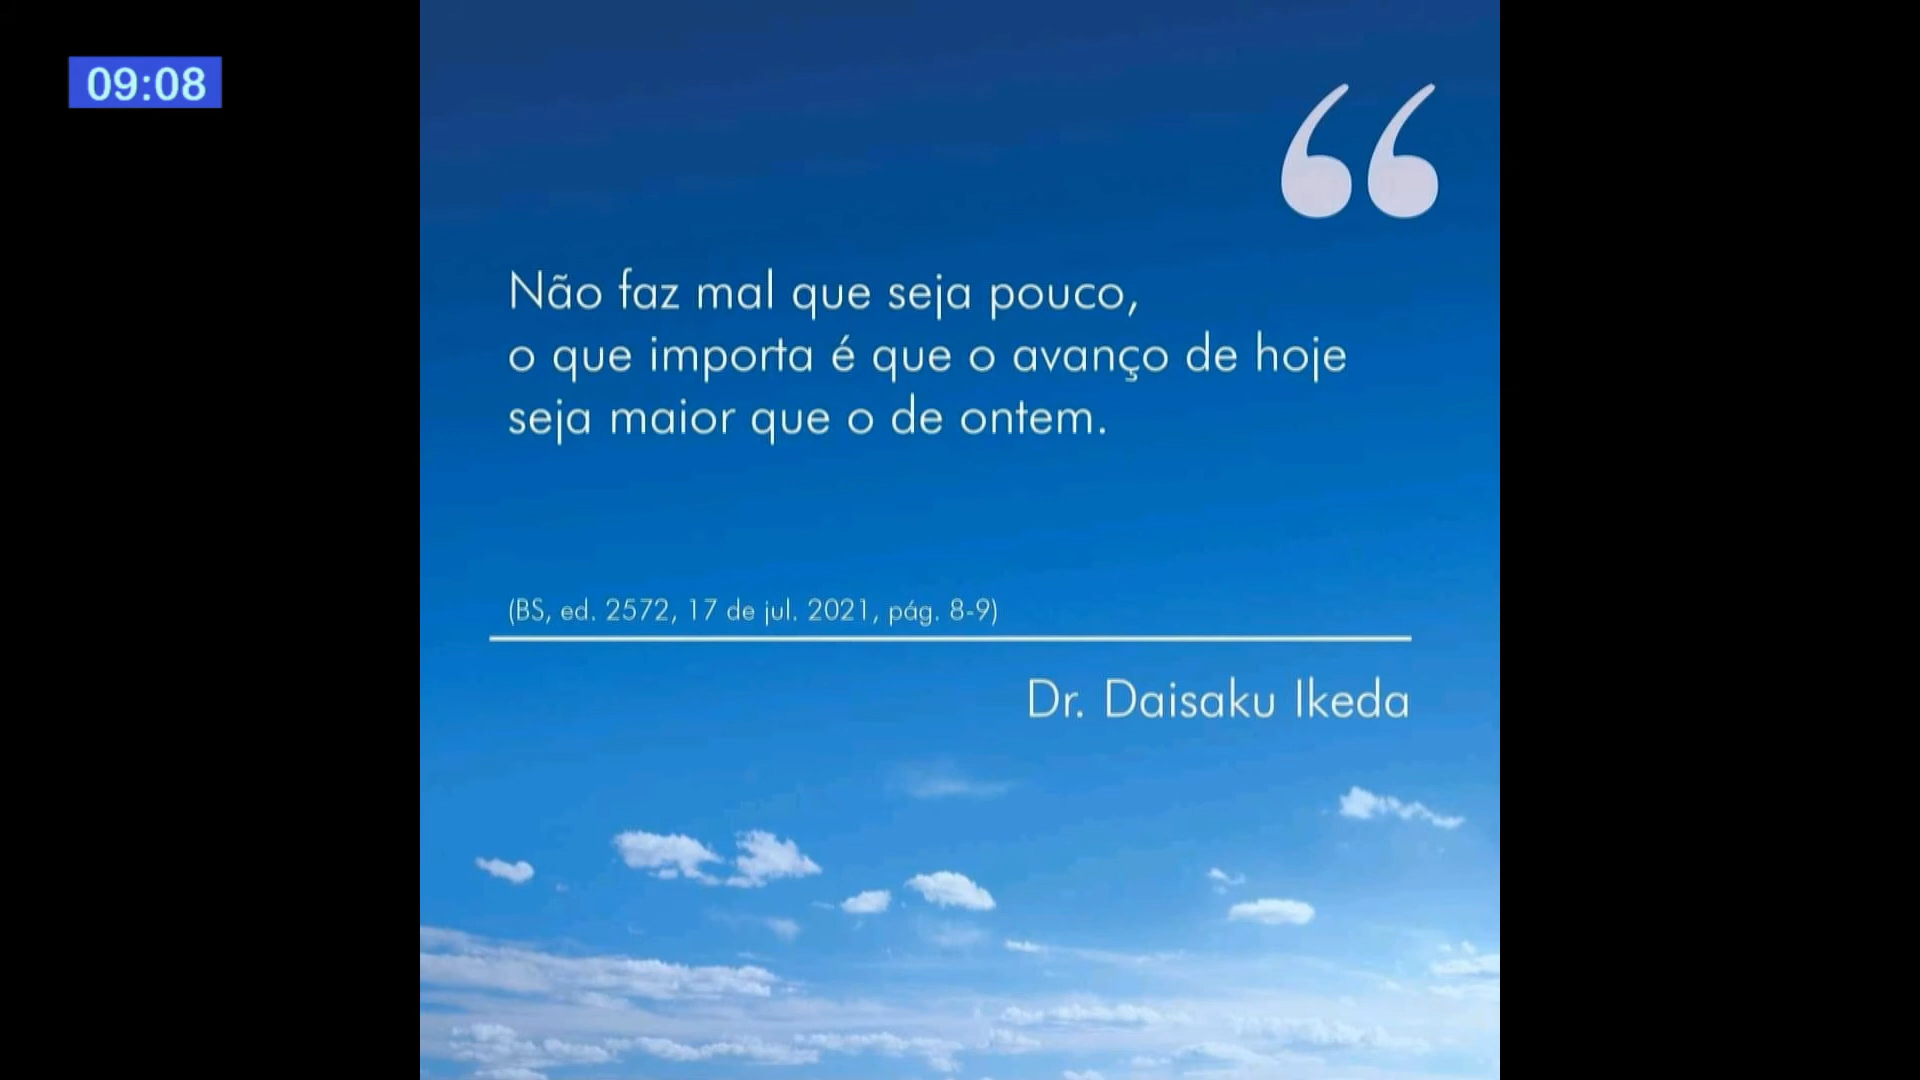 09:08
“
Não faz mal que seja pouco,
o que importa é que o avanço de hoje
seja maior que o de ontem.
(BS, ed. 2572, 17 de jul. 2021, pág. 8-9)
Dr. Daisaku Ikeda